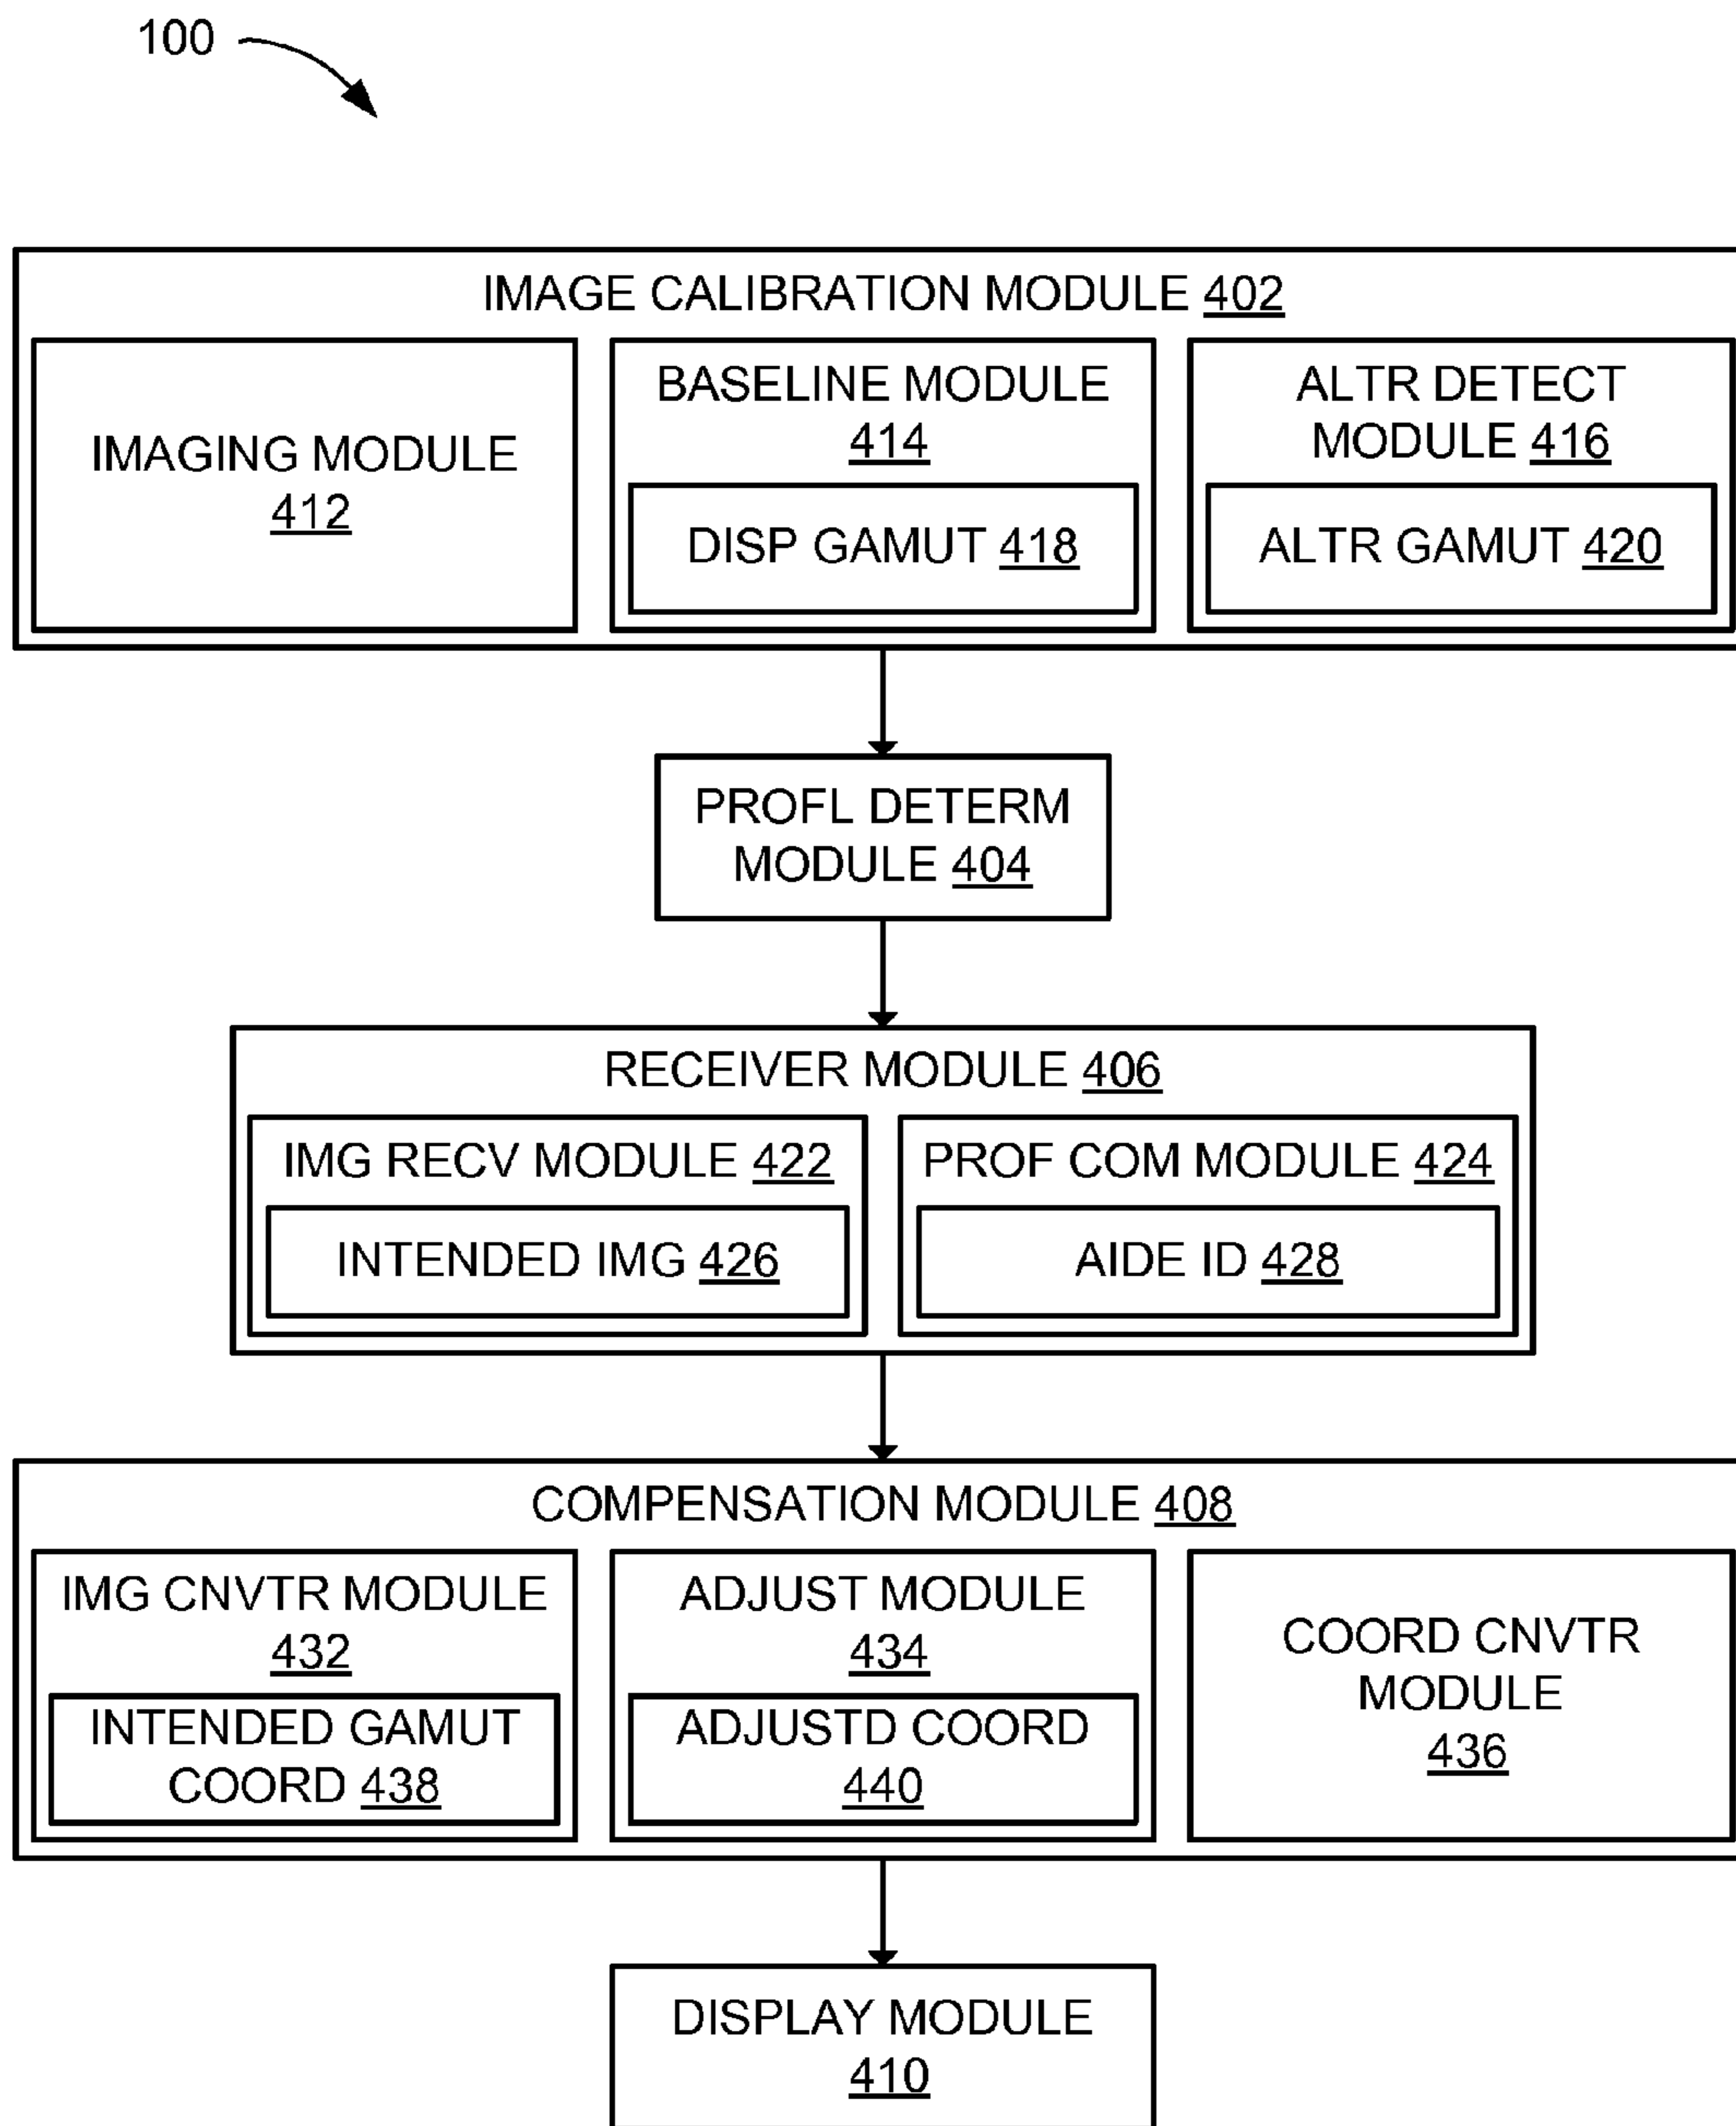 100
IMAGE CALIBRATION MODULE 402
IMAGING MODULE
412
BASELINE MODULE
414
DISP GAMUT 418
ALTR DETECT
MODULE 416
ALTR GAMUT 420
PROFL DETERM
MODULE 404
RECEIVER MODULE 406
IMG RECV MODULE 422
INTENDED IMG 426
PROF COM MODULE 424
AIDE ID 428
COMPENSATION MODULE 408
IMG CNVTR MODULE
432
INTENDED GAMUT
COORD 438
ADJUST MODULE
434
ADJUSTD COORD
440
COORD CNVTR
MODULE
436
DISPLAY MODULE
410